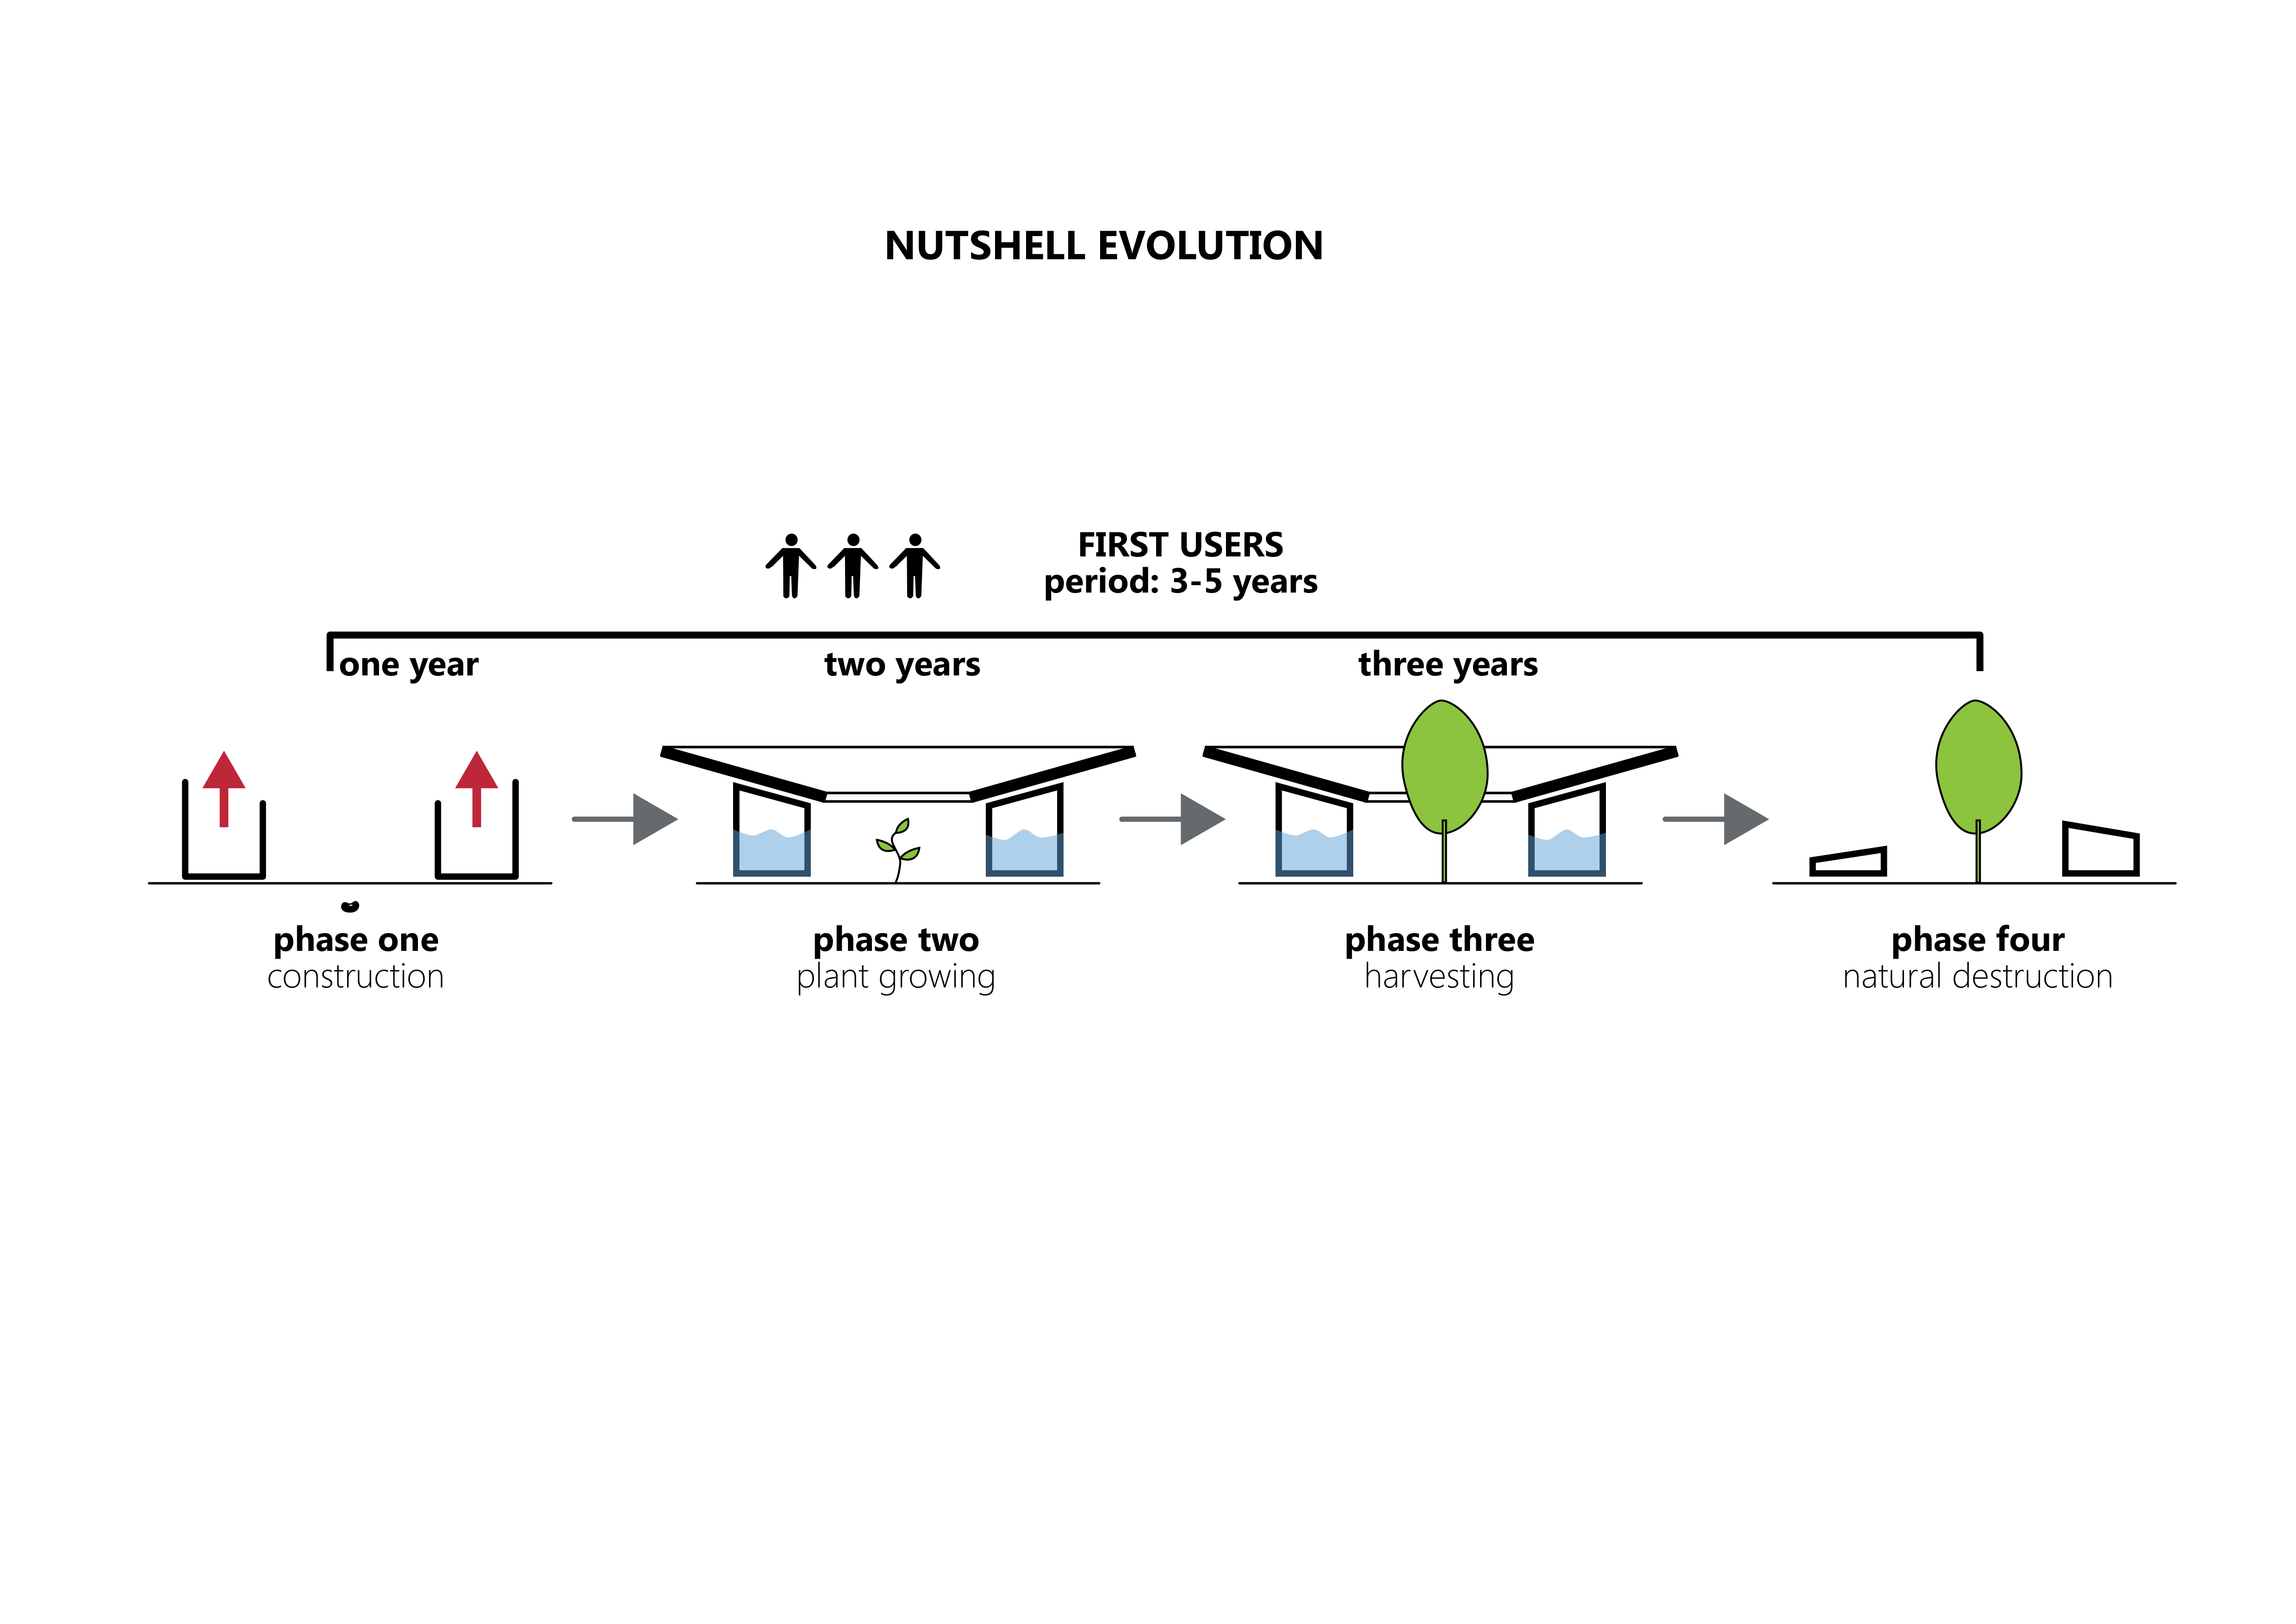 NUTSHELL EVOLUTION
FIRST USERS
period: 3-5 years
one year
two years
three years
phase one
construction
phase two
plant growing
phase three
harvesting
phase four
natural destruction